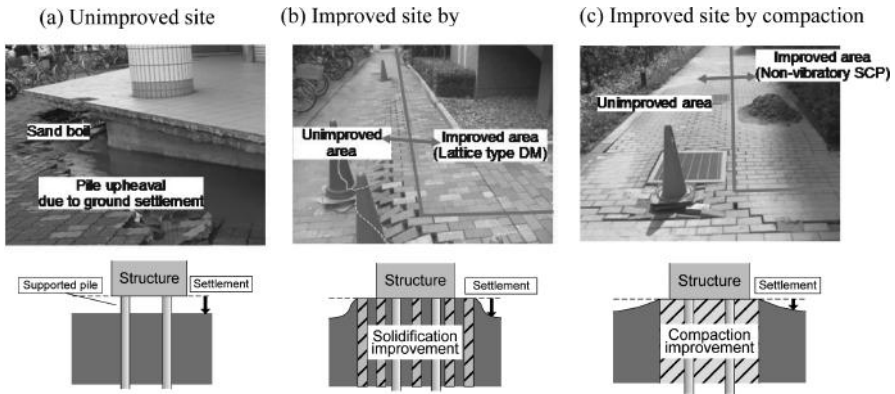 (a) Unimproved site
(b) Improved site by
(c) Improved site by compaction
Sand boil
Pile upheaval
due to ground settlement
Unimproved
area
Improved area
(Lattice type DM)
Improved area
(Non-vibratory SCP)
Unimproved area
Supported pile
Structure
Settlement
Structure
Settlement
Solidification
improvement
Structure
Settlement
Compaction
improvement